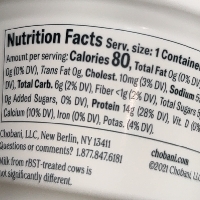 Nutrition Facts Serv. size: 1 Container
Amount per serving: Calories 80, Total Fat 0g (0% DV),
0g (0% DV), Trans Fat 0g, Cholest. 10mg (3% DV), Sodium
DV), Total Carb. 6g (2% DV), Fiber <1g (2% DV), Total Sugars
0g Added Sugars, 0% DV), Protein 14g (28% DV), Vit. D (0%
Calcium (10% DV), Iron (0% DV), Potas. (4% DV).
Chobani, LLC, New Berlin, NY 13411
Questions or comments? 1.877.847.6181
chobani.com
©2021 Chobani, LLC
Milk from rBST-treated cows is
not significantly different.